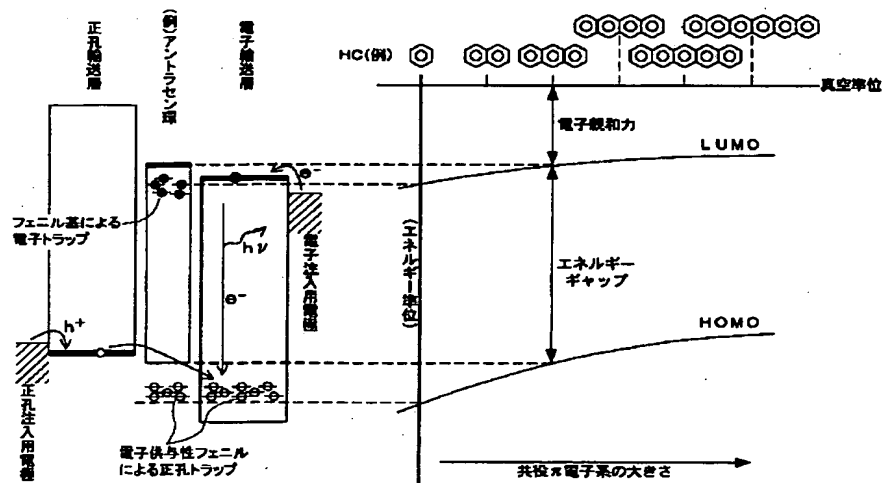 正孔輸送層
(例)アントラセン環
電子輸送層
HC(例)
真空準位
電子親和力
LUMO
e⁻
フェニル基による
電子トラップ
hν
電子注入用電極
(エネルギー準位)
エネルギー
ギャップ
e⁻
h⁺
HOMO
正孔注入用電極
電子供与性フェニル
による正孔トラップ
共役π電子系の大きさ